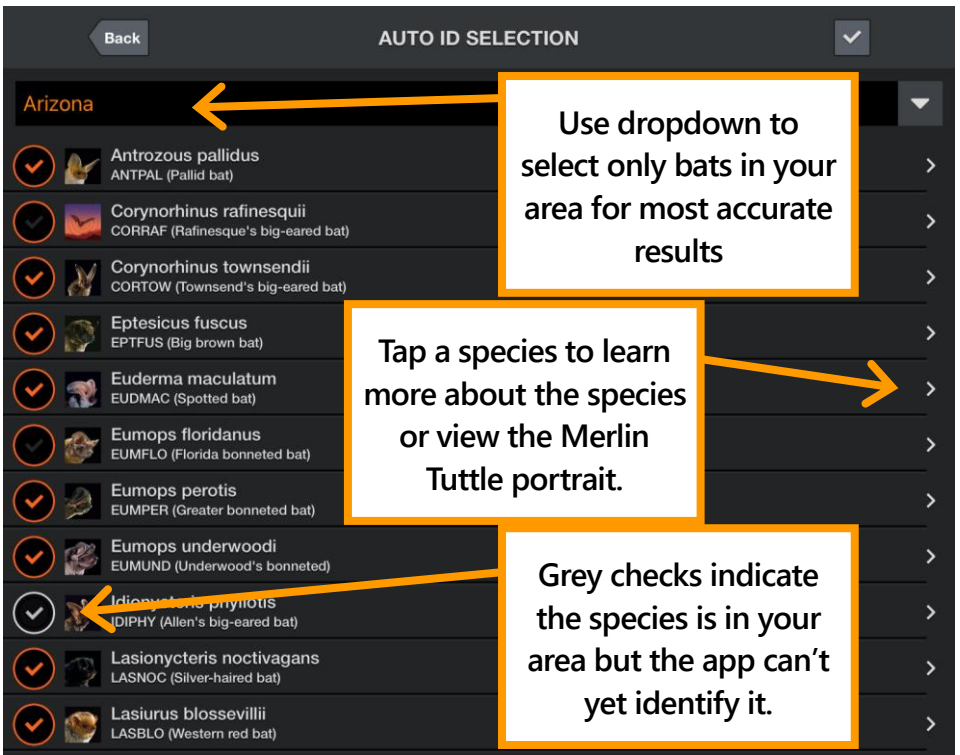 Back
AUTO ID SELECTION
Arizona
Use dropdown to
select only bats in your
area for most accurate
results
Antrozous pallidus
ANTPAL (Pallid bat)
Corynorhinus rafinesquii
CORRAF (Rafinesque's big-eared bat)
Corynorhinus townsendii
CORTOW (Townsend's big-eared bat)
Eptesicus fuscus
EPTFUS (Big brown bat)
Tap a species to learn
more about the species
or view the Merlin
Tuttle portrait.
Euderma maculatum
EUDMAC (Spotted bat)
Eumops floridanus
EUMFLO (Florida bonneted bat)
Eumops perotis
EUMPER (Greater bonneted bat)
Eumops underwoodi
EUMUND (Underwood's bonneted)
Grey checks indicate
the species is in your
area but the app can’t
yet identify it.
Idionycteris phyllotis
IDIPHY (Allen's big-eared bat)
Lasionycteris noctivagans
LASNOC (Silver-haired bat)
Lasiurus blossevillii
LASBLO (Western red bat)